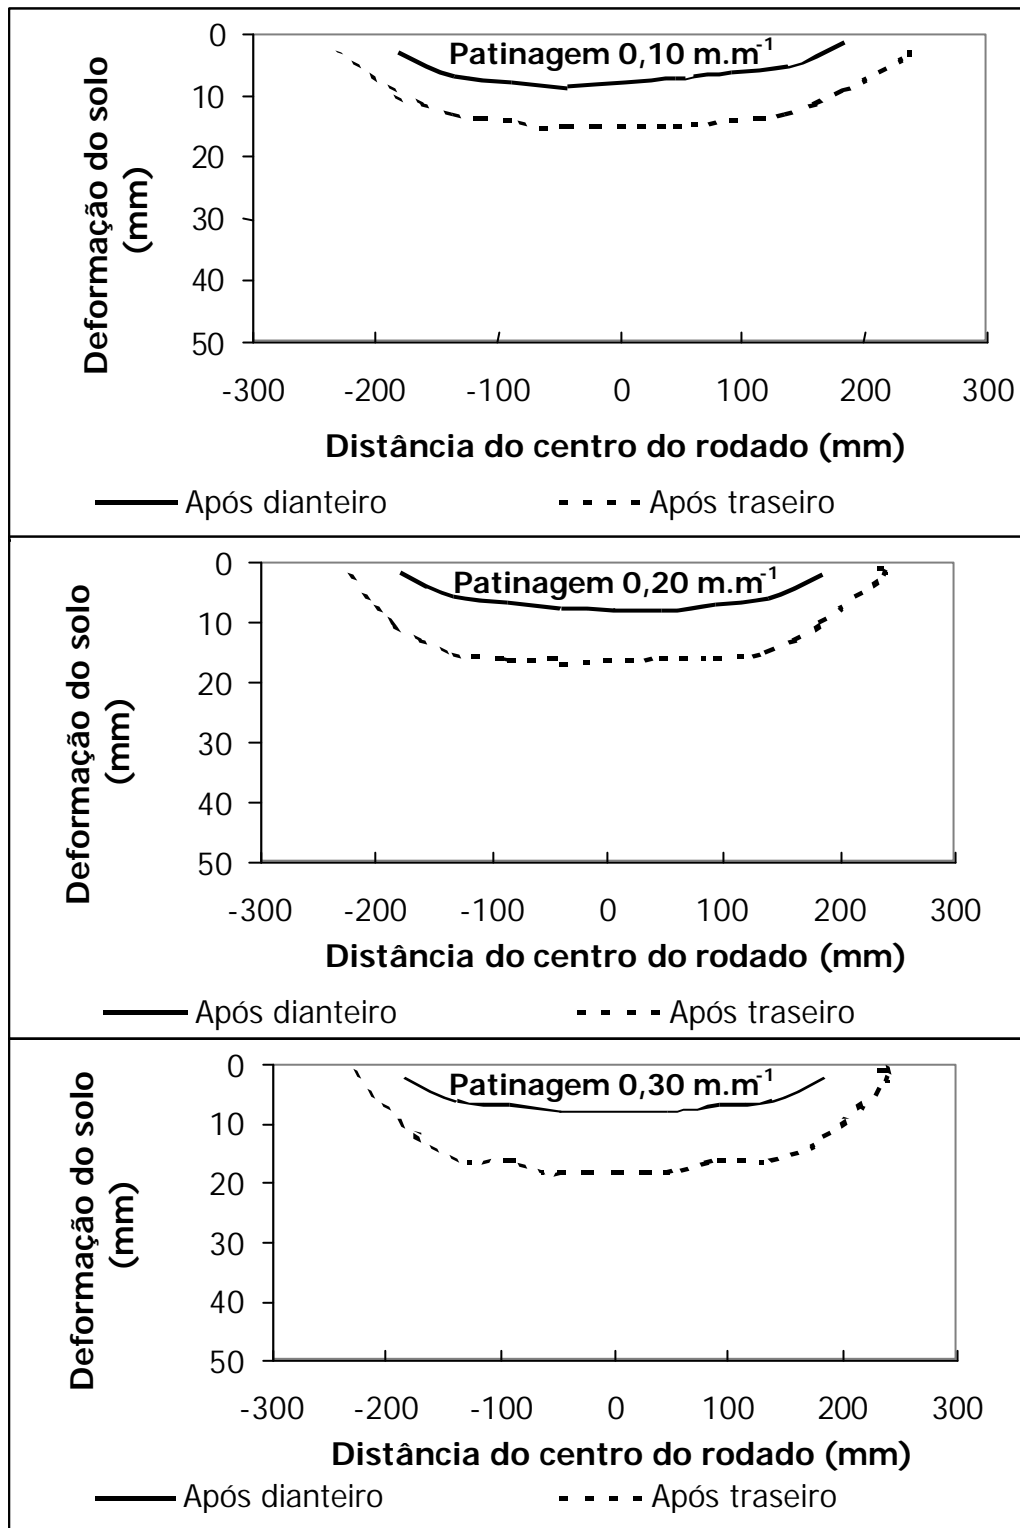 Patinagem 0,10 m.m-1
Deformação do solo
(mm)
0
10
20
30
40
50
-300 -200 -100 0 100 200 300
Distância do centro do rodado (mm)
Após dianteiro Após traseiro
Patinagem 0,20 m.m-1
Deformação do solo
(mm)
0
10
20
30
40
50
-300 -200 -100 0 100 200 300
Distância do centro do rodado (mm)
Após dianteiro Após traseiro
Patinagem 0,30 m.m-1
Deformação do solo
(mm)
0
10
20
30
40
50
-300 -200 -100 0 100 200 300
Distância do centro do rodado (mm)
Após dianteiro Após traseiro